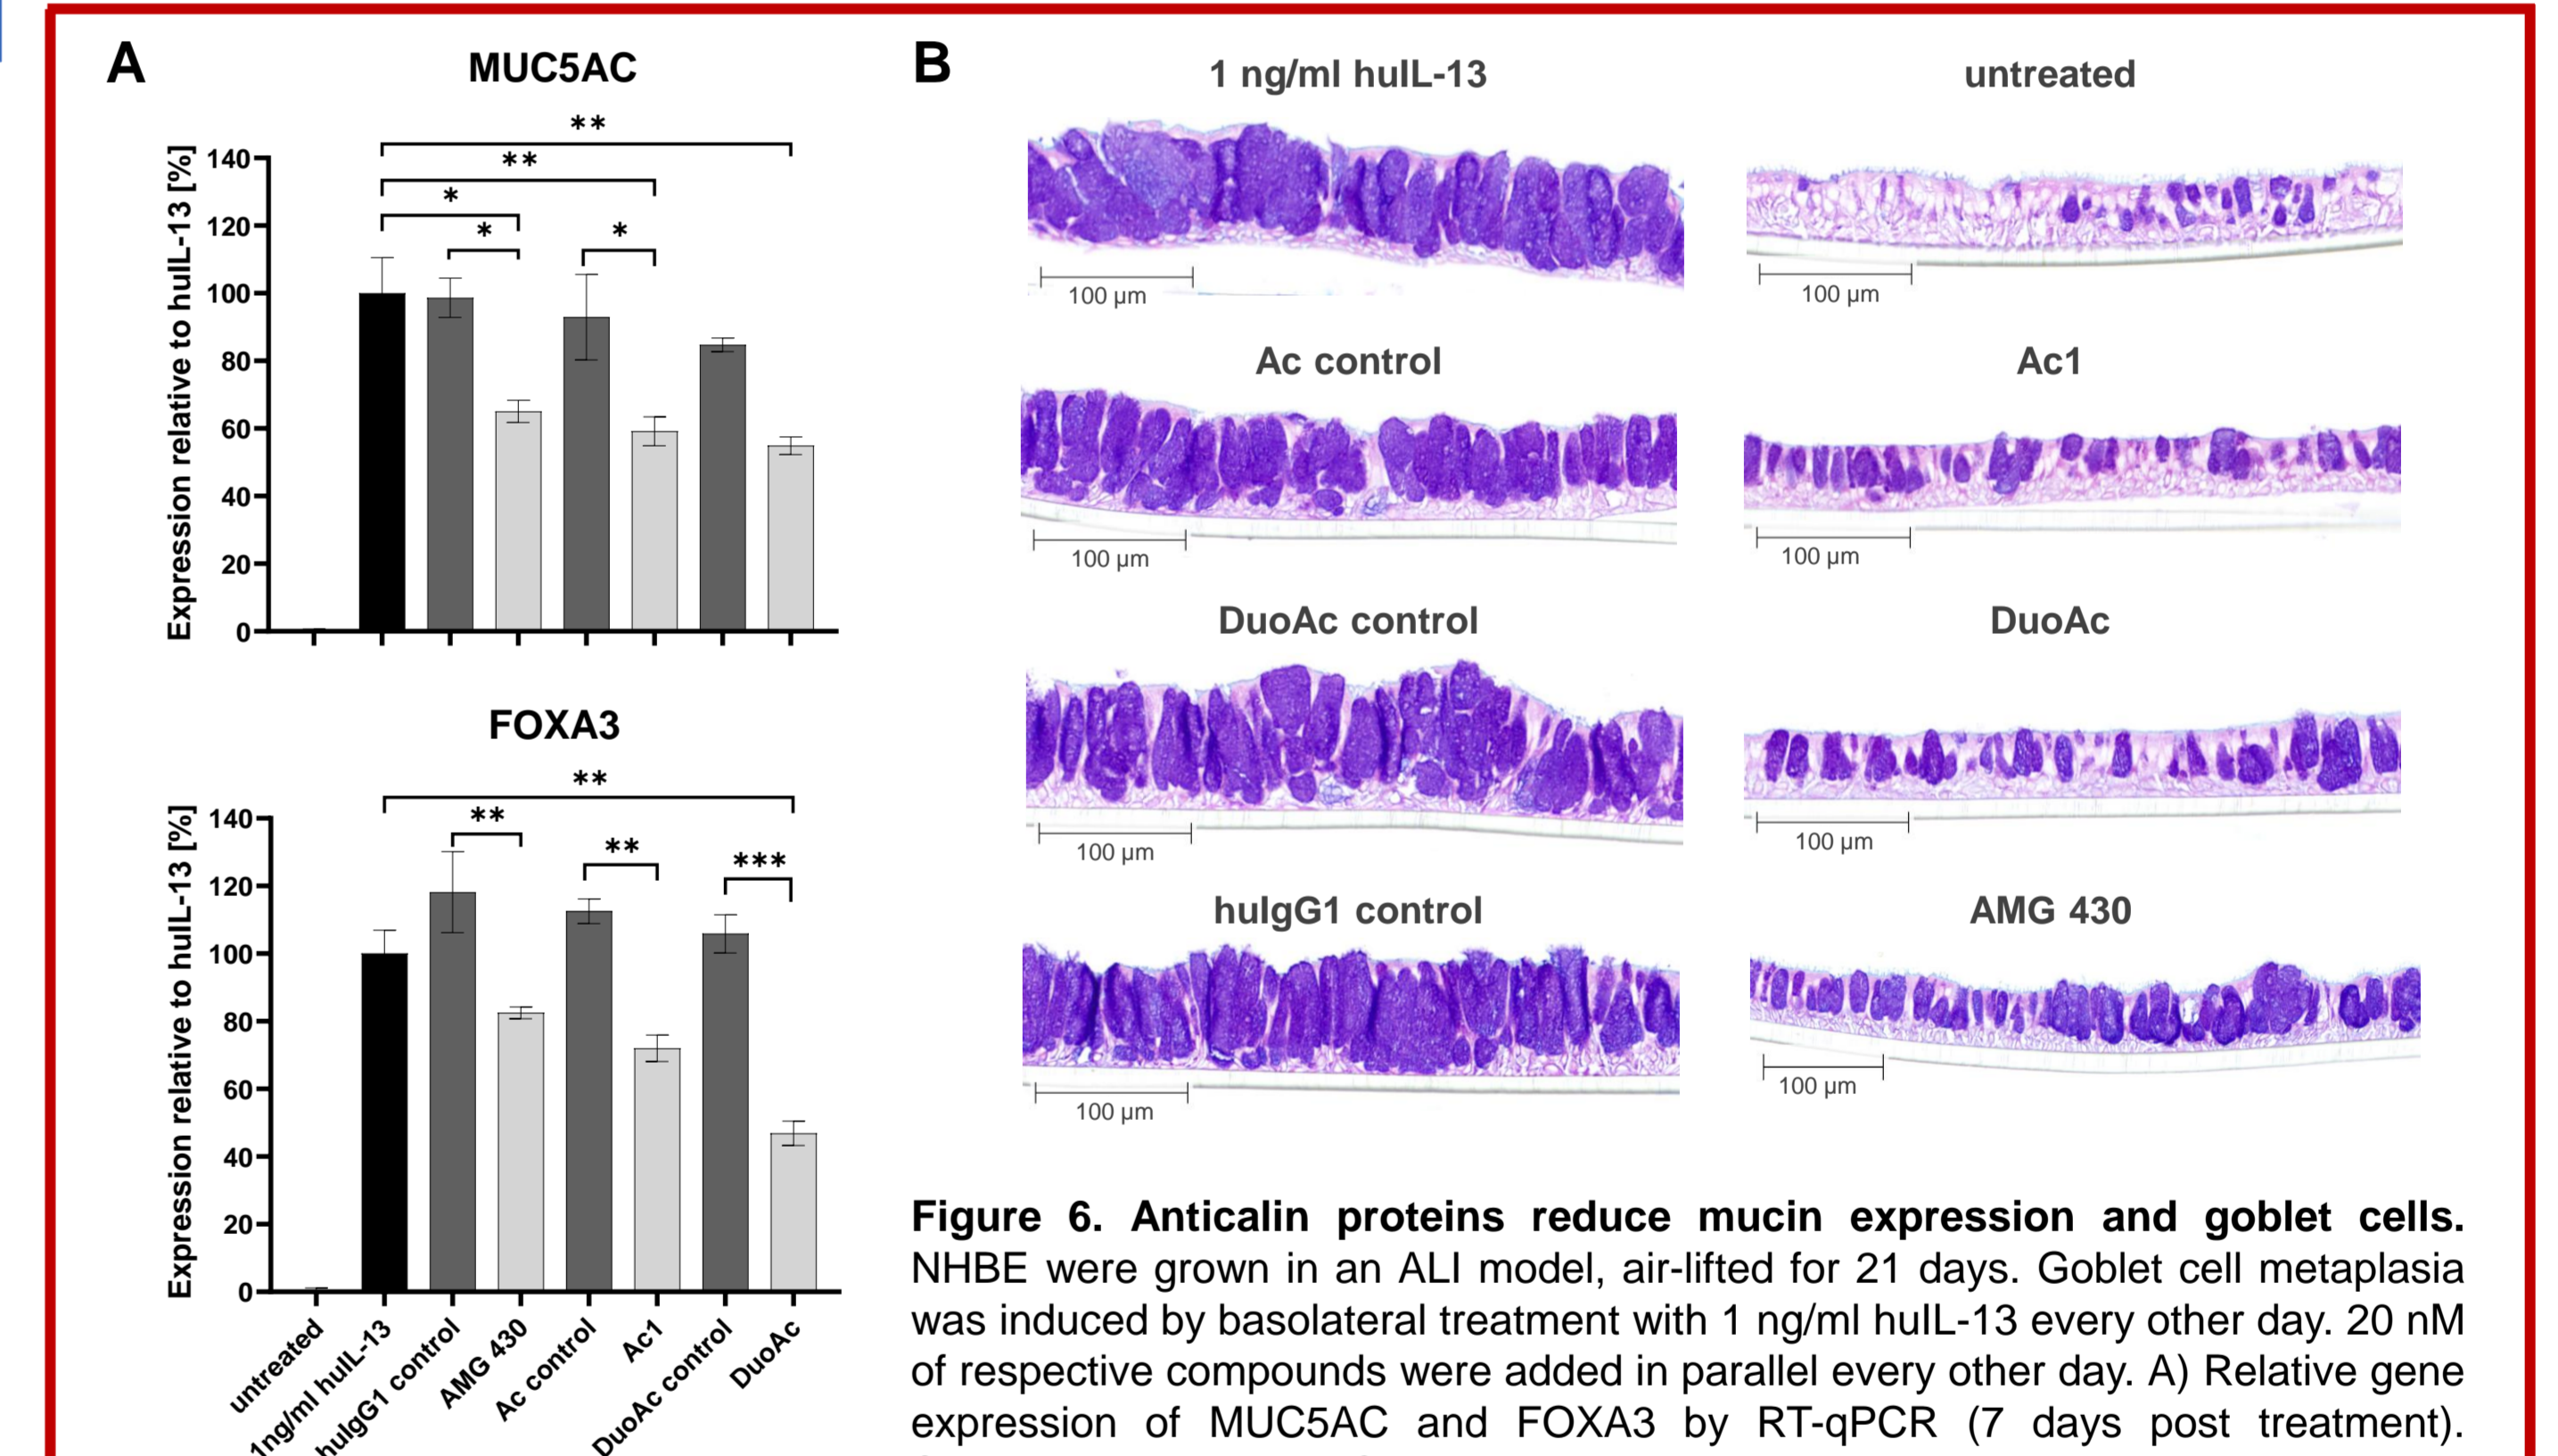 A
MUC5AC
**
**
*
*
*
Expression relative to huIL-13 [%]
140
120
100
80
60
40
20
0
FOXA3
**
**
**
***
Expression relative to huIL-13 [%]
140
120
100
80
60
40
20
0
untreated
1ng/ml huIL-13
huIgG1 control
AMG 430
Ac control
Ac1
DuoAc control
DuoAc
B
1 ng/ml huIL-13
untreated
100 µm
100 µm
Ac control
Ac1
100 µm
100 µm
DuoAc control
DuoAc
100 µm
100 µm
huIgG1 control
AMG 430
100 µm
100 µm
Figure 6. Anticalin proteins reduce mucin expression and goblet cells.
NHBE were grown in an ALI model, air-lifted for 21 days. Goblet cell metaplasia
was induced by basolateral treatment with 1 ng/ml huIL-13 every other day. 20 nM
of respective compounds were added in parallel every other day. A) Relative gene
expression of MUC5AC and FOXA3 by RT-qPCR (7 days post treatment).